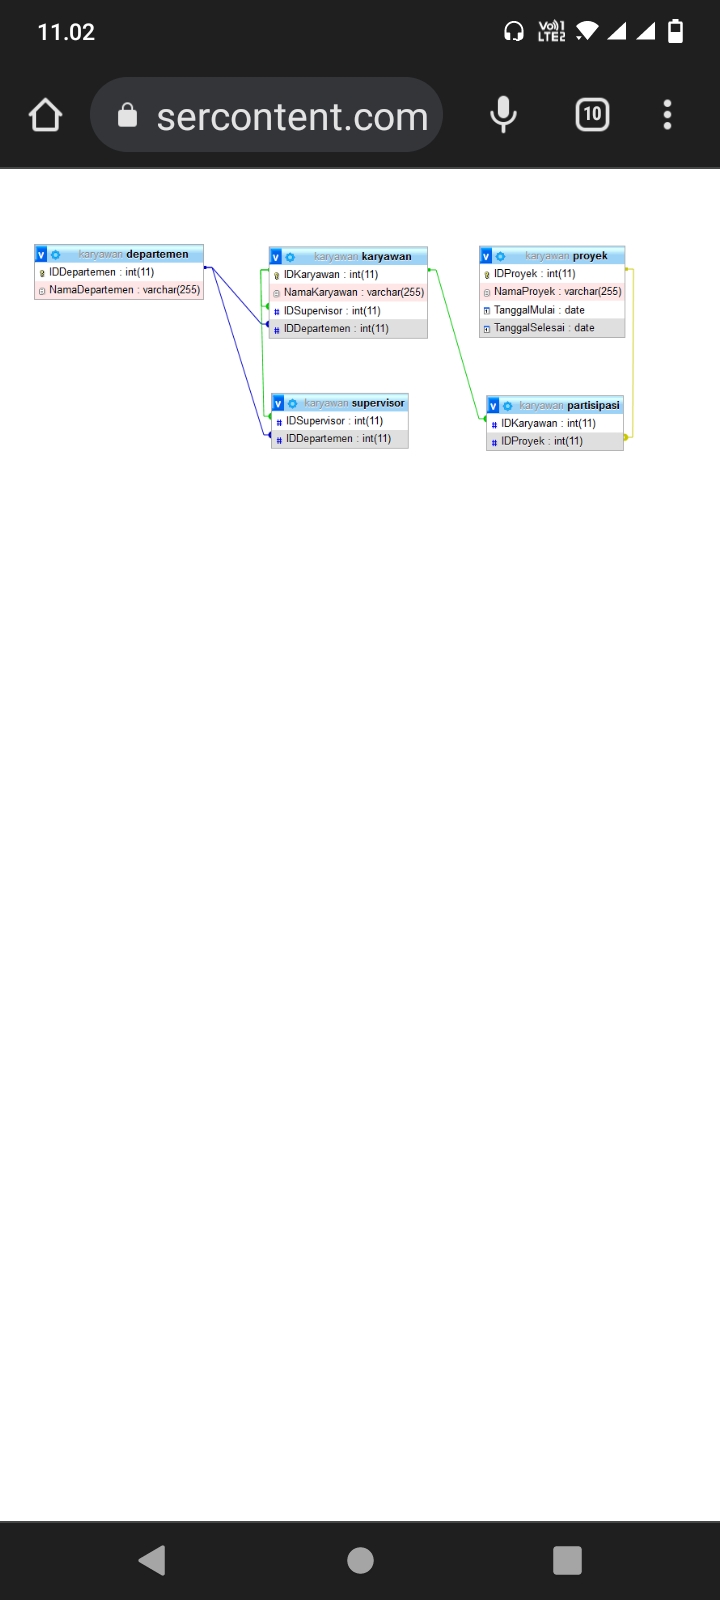 11.02
Vo)) 1
LTE2
sercontent.com
10
v karyawan departemen
IDDepartemen : int(11)
NamaDepartemen : varchar(255)
v karyawan karyawan
IDKaryawan : int(11)
NamaKaryawan : varchar(255)
# IDSupervisor : int(11)
# IDDepartemen : int(11)
v karyawan proyek
IDProyek : int(11)
NamaProyek : varchar(255)
TanggalMulai : date
TanggalSelesai : date
v karyawan supervisor
# IDSupervisor : int(11)
# IDDepartemen : int(11)
v karyawan partisipasi
# IDKaryawan : int(11)
# IDProyek : int(11)